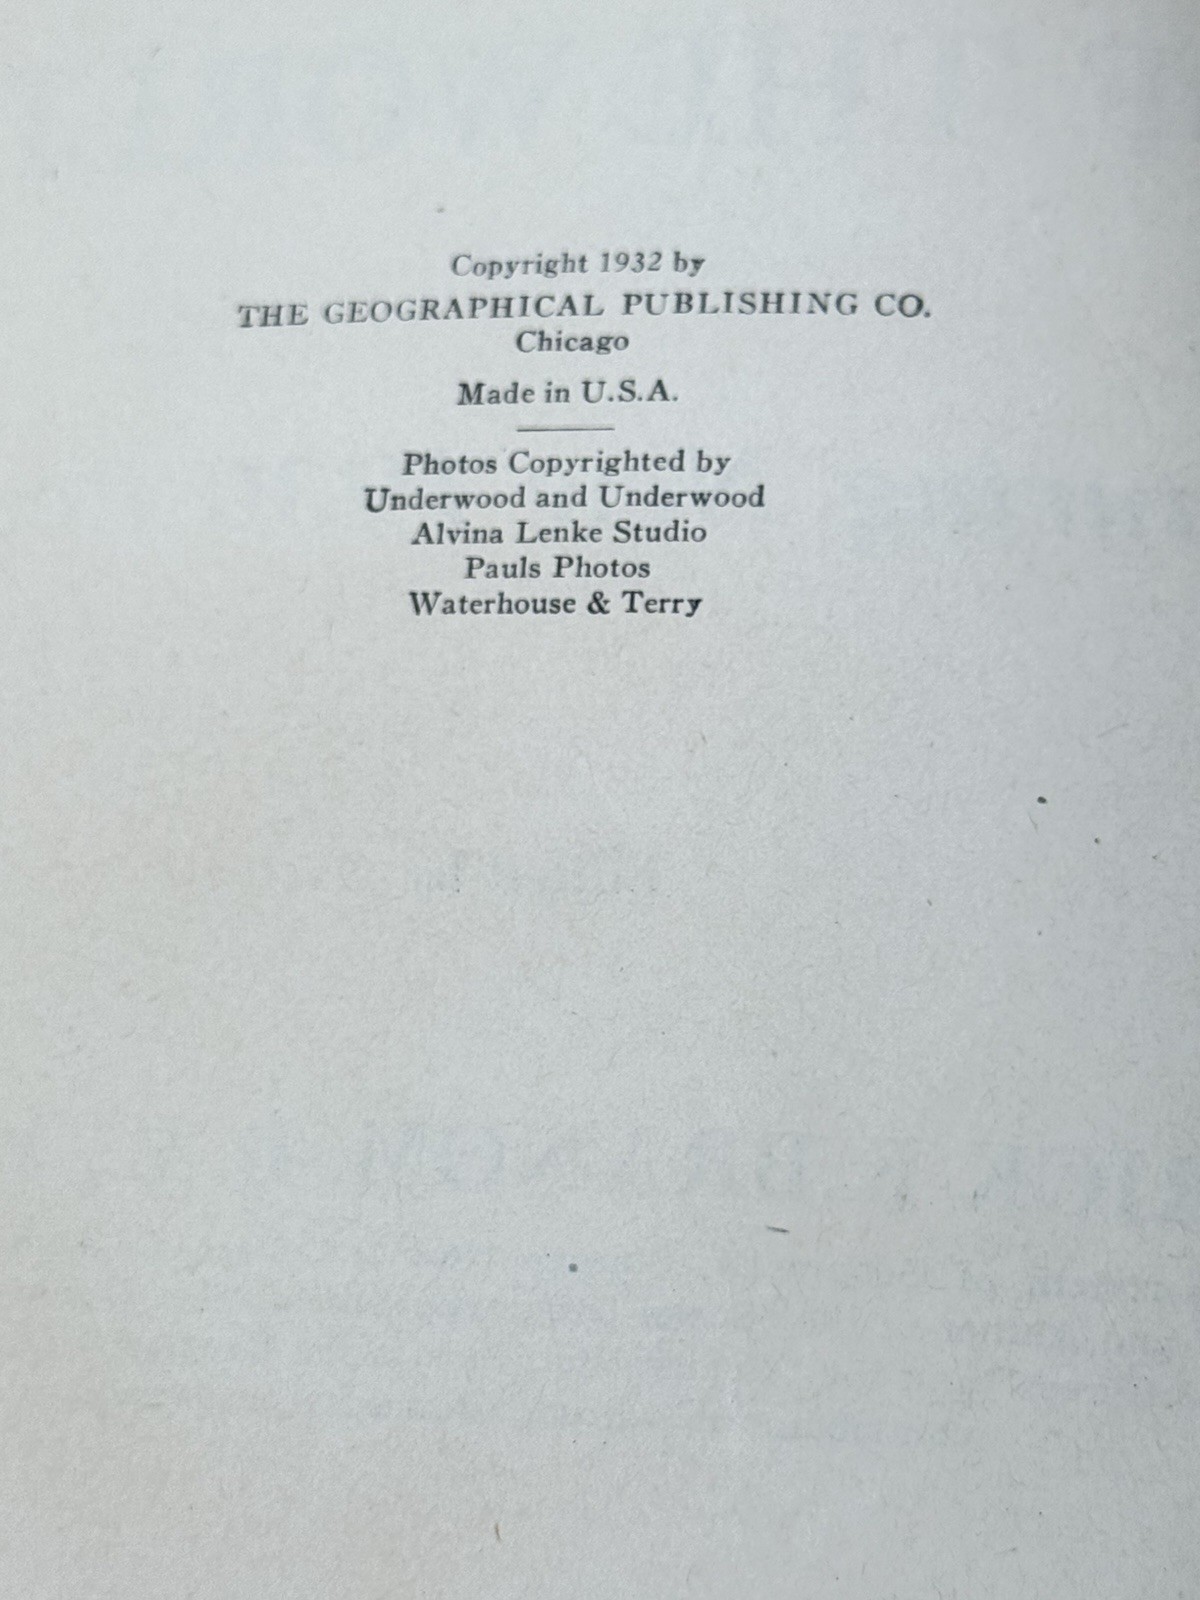 Copyright 1932 by
THE GEOGRAPHICAL PUBLISHING CO.
Chicago
Made in U.S.A.
Photos Copyrighted by
Underwood and Underwood
Alvina Lenke Studio
Pauls Photos
Waterhouse & Terry